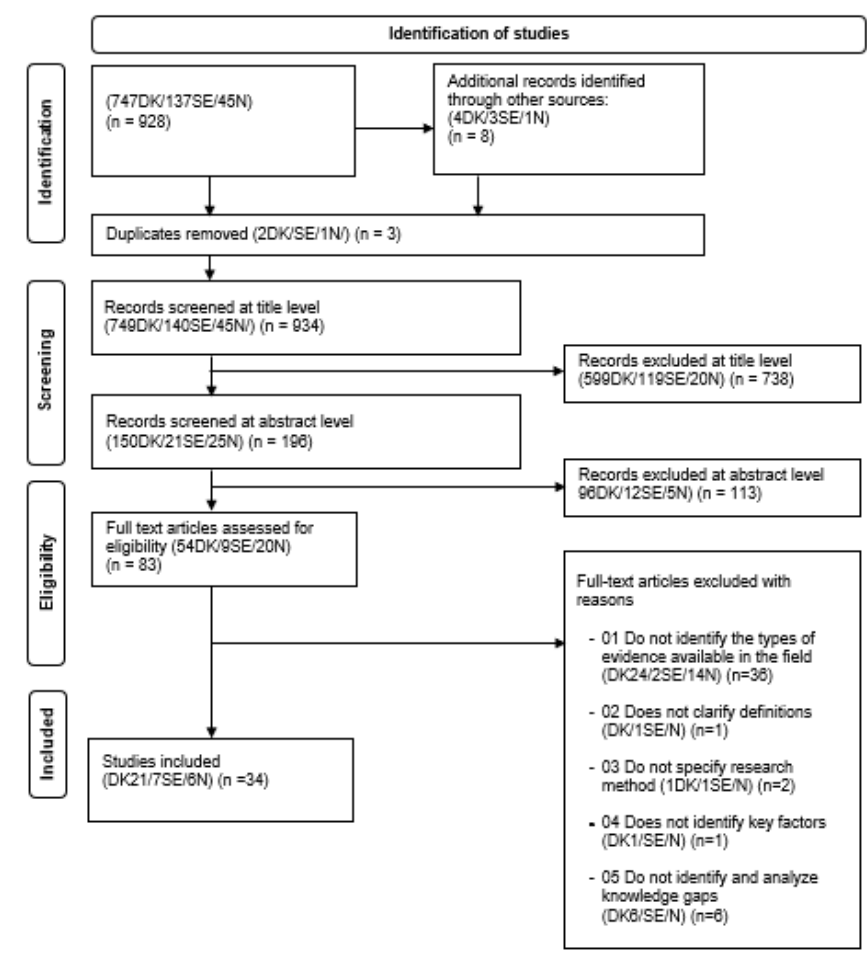 Identification of studies
Identification
(747DK/137SE/45N)
(n = 928)
Additional records identified
through other sources:
(4DK/3SE/1N)
(n = 8)
Duplicates removed (2DK/SE/1N/) (n = 3)
Screening
Records screened at title level
(749DK/140SE/45N/) (n = 934)
Records excluded at title level
(599DK/119SE/20N) (n = 738)
Records screened at abstract level
(150DK/21SE/25N) (n = 196)
Records excluded at abstract level
96DK/12SE/5N) (n = 113)
Eligibility
Full text articles assessed for
eligibility (54DK/9SE/20N)
(n = 83)
Full-text articles excluded with
reasons
- 01 Do not identify the types of
evidence available in the field
(DK24/2SE/14N) (n=36)
- 02 Does not clarify definitions
(DK/1SE/N) (n=1)
- 03 Do not specify research
method (1DK/1SE/N) (n=2)
- 04 Does not identify key factors
(DK1/SE/N) (n=1)
- 05 Do not identify and analyze
knowledge gaps
(DK6/SE/N) (n=6)
Included
Studies included
(DK21/7SE/6N) (n =34)